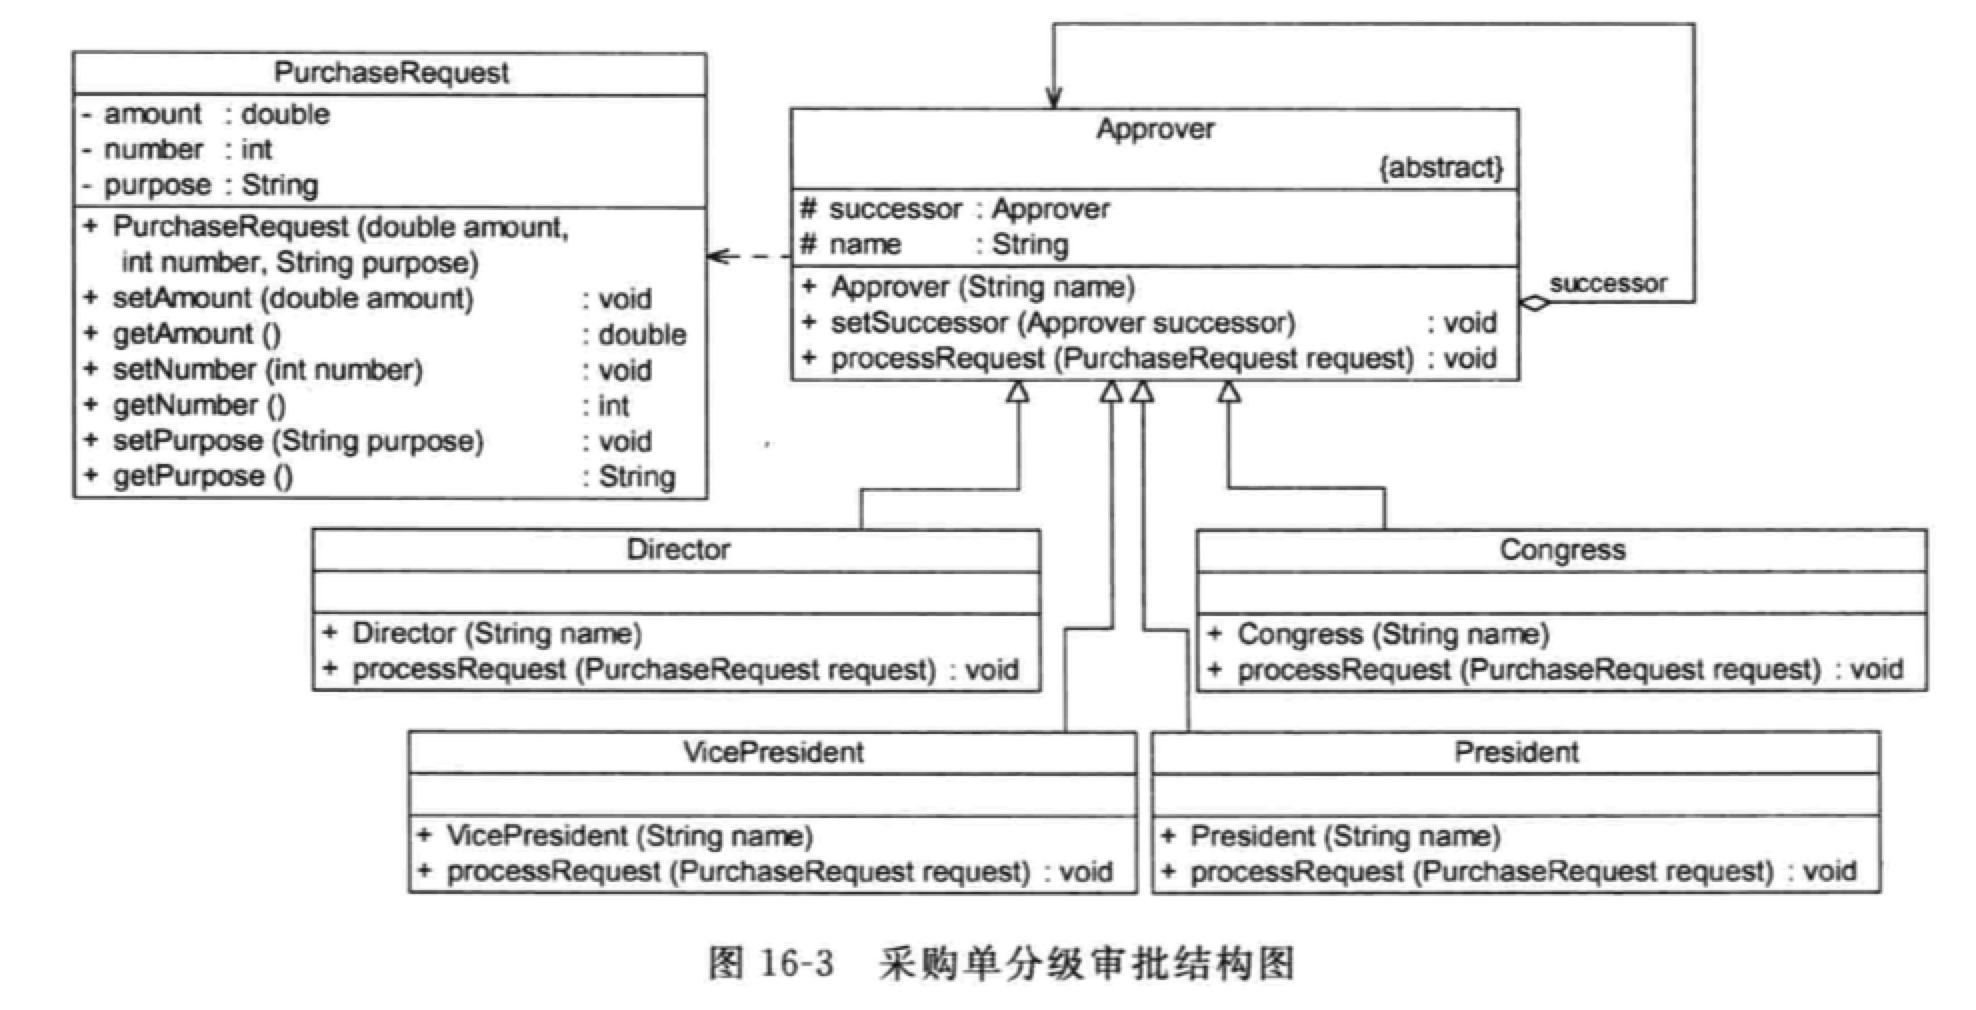 PurchaseRequest
- amount : double
- number : int
- purpose : String
+ PurchaseRequest (double amount,
int number, String purpose)
+ setAmount (double amount) : void
+ getAmount () : double
+ setNumber (int number) : void
+ getNumber () : int
+ setPurpose (String purpose) : void
+ getPurpose () : String
Approver
{abstract}
# successor : Approver
# name : String
+ Approver (String name)
+ setSuccessor (Approver successor) : void
+ processRequest (PurchaseRequest request) : void
successor
Director
+ Director (String name)
+ processRequest (PurchaseRequest request) : void
Congress
+ Congress (String name)
+ processRequest (PurchaseRequest request) : void
VicePresident
+ VicePresident (String name)
+ processRequest (PurchaseRequest request) : void
President
+ President (String name)
+ processRequest (PurchaseRequest request) : void
图 16-3 采购单分级审批结构图